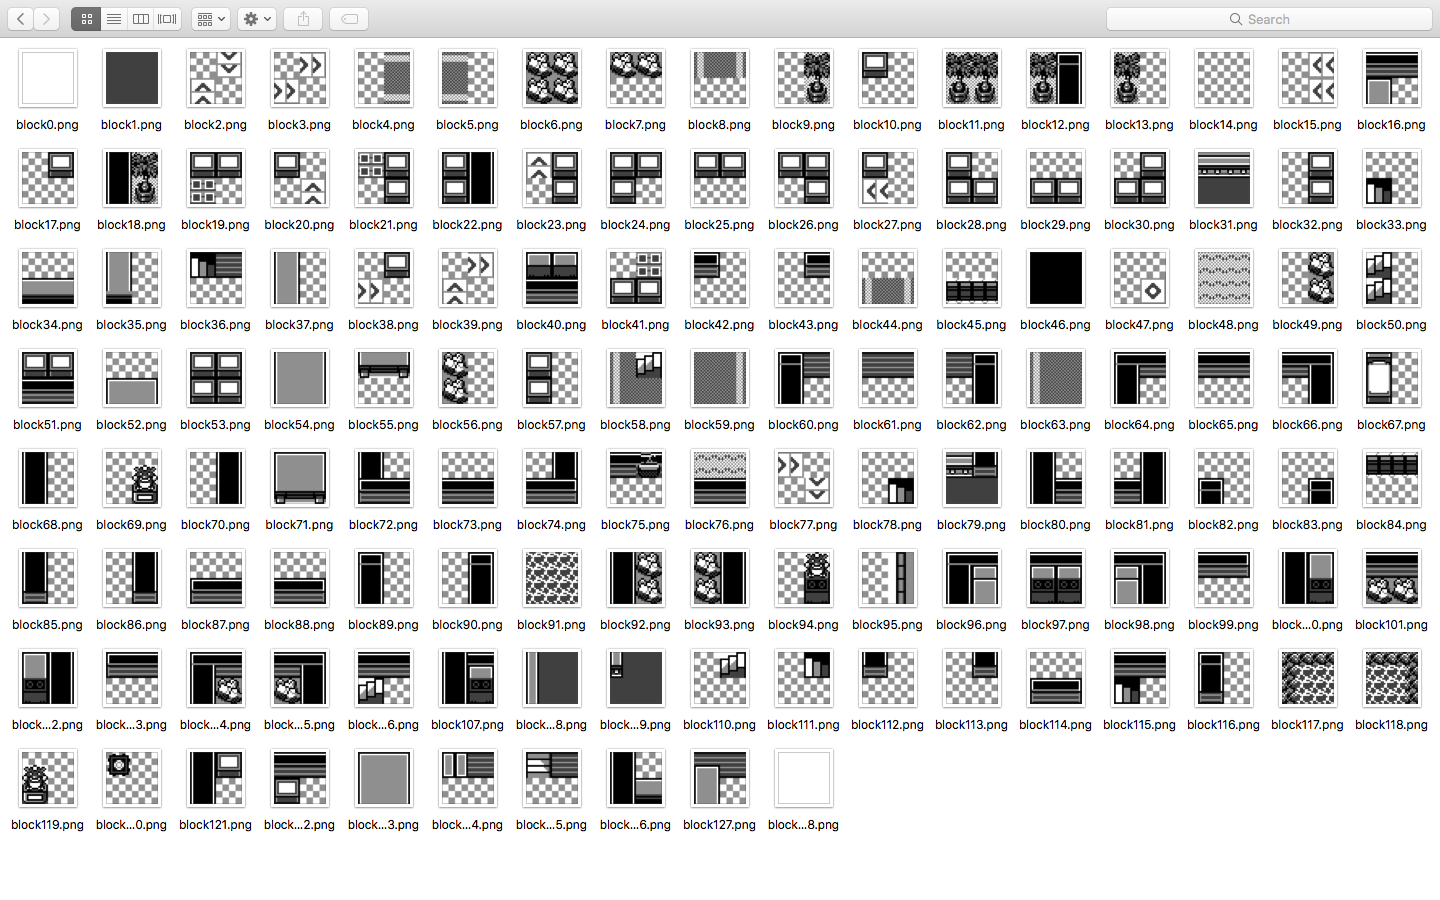 Search
block0.png block1.png block2.png block3.png block4.png block5.png block6.png block7.png block8.png block9.png block10.png block11.png block12.png block13.png block14.png block15.png block16.png
block17.png block18.png block19.png block20.png block21.png block22.png block23.png block24.png block25.png block26.png block27.png block28.png block29.png block30.png block31.png block32.png block33.png
block34.png block35.png block36.png block37.png block38.png block39.png block40.png block41.png block42.png block43.png block44.png block45.png block46.png block47.png block48.png block49.png block50.png
block51.png block52.png block53.png block54.png block55.png block56.png block57.png block58.png block59.png block60.png block61.png block62.png block63.png block64.png block65.png block66.png block67.png
block68.png block69.png block70.png block71.png block72.png block73.png block74.png block75.png block76.png block77.png block78.png block79.png block80.png block81.png block82.png block83.png block84.png
block85.png block86.png block87.png block88.png block89.png block90.png block91.png block92.png block93.png block94.png block95.png block96.png block97.png block98.png block99.png block...0.png block101.png
block...2.png block...3.png block...4.png block...5.png block...6.png block107.png block...8.png block...9.png block110.png block111.png block112.png block113.png block114.png block115.png block116.png block117.png block118.png
block119.png block...0.png block121.png block...2.png block...3.png block...4.png block...5.png block...6.png block127.png block...8.png